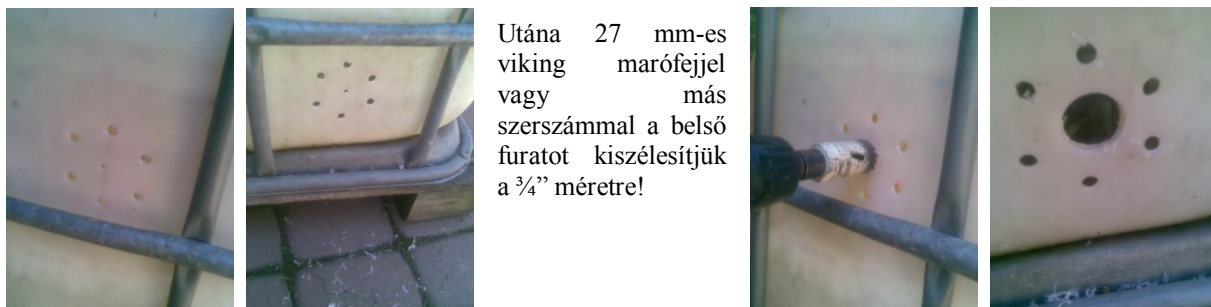 Utána 27 mm-es
viking marófejjel
vagy más
szerszámmal a belső
furatot kiszélesítjük
a ¾” méretre!